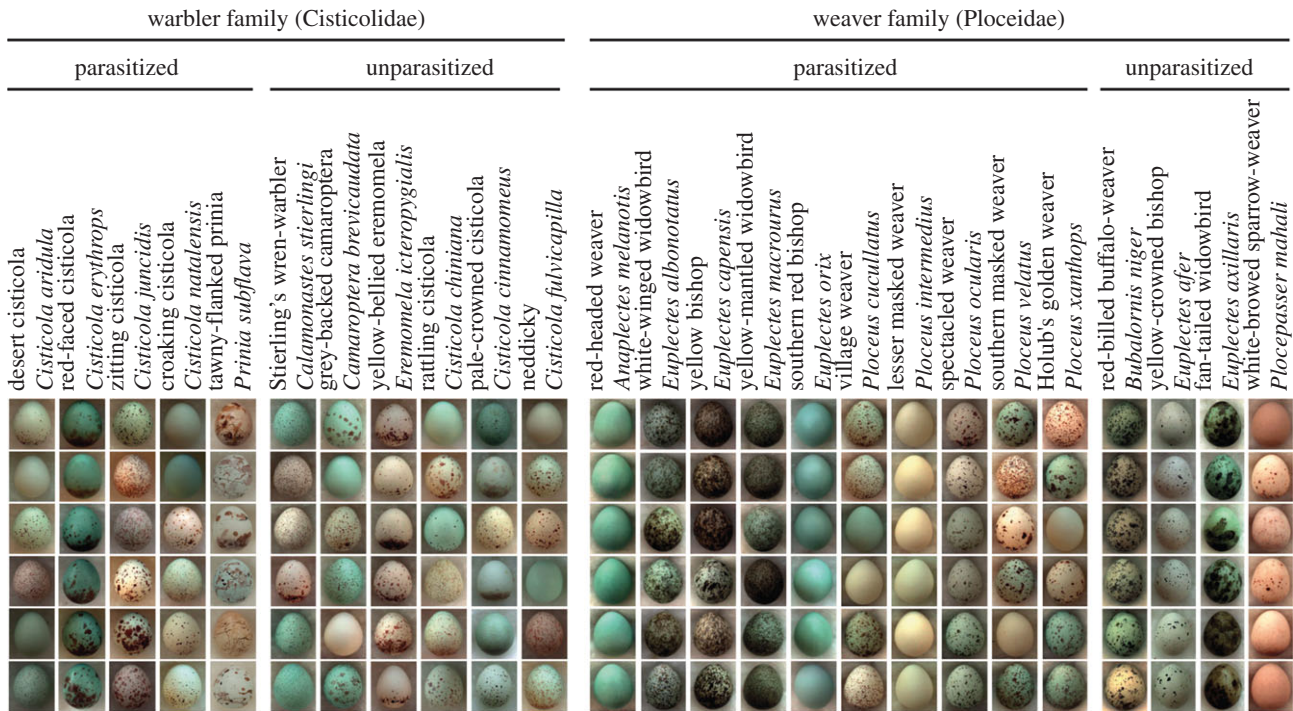 warbler family (Cisticolidae)
weaver family (Ploceidae)
parasitized
unparasitized
parasitized
unparasitized
desert cisticola
Cisticola aridula
red-faced cisticola
Cisticola erythrops
zitting cisticola
Cisticola juncidis
croaking cisticola
Cisticola natalensis
tawny-flanked prinia
Prinia subflava
Stierling's wren-warbler
Calamonastes stierlingi
grey-backed camaroptera
Camaroptera brevicaudata
yellow-bellied eremomela
Eremomela icteropygialis
rattling cisticola
Cisticola chiniana
pale-crowned cisticola
Cisticola cinnamomeus
neddicky
Cisticola fulvicapilla
red-headed weaver
Anaplectes melanotis
white-winged widowbird
Euplectes albonotatus
yellow bishop
Euplectes capensis
yellow-mantled widowbird
Euplectes macrourus
southern red bishop
Euplectes orix
village weaver
Ploceus cucullatus
lesser masked weaver
Ploceus intermedius
spectacled weaver
Ploceus ocularis
southern masked weaver
Ploceus velatus
Holub's golden weaver
Ploceus xanthops
red-billed buffalo-weaver
Bubalornis niger
yellow-crowned bishop
Euplectes afer
fan-tailed widowbird
Euplectes axillaris
white-browed sparrow-weaver
Plocepasser mahali